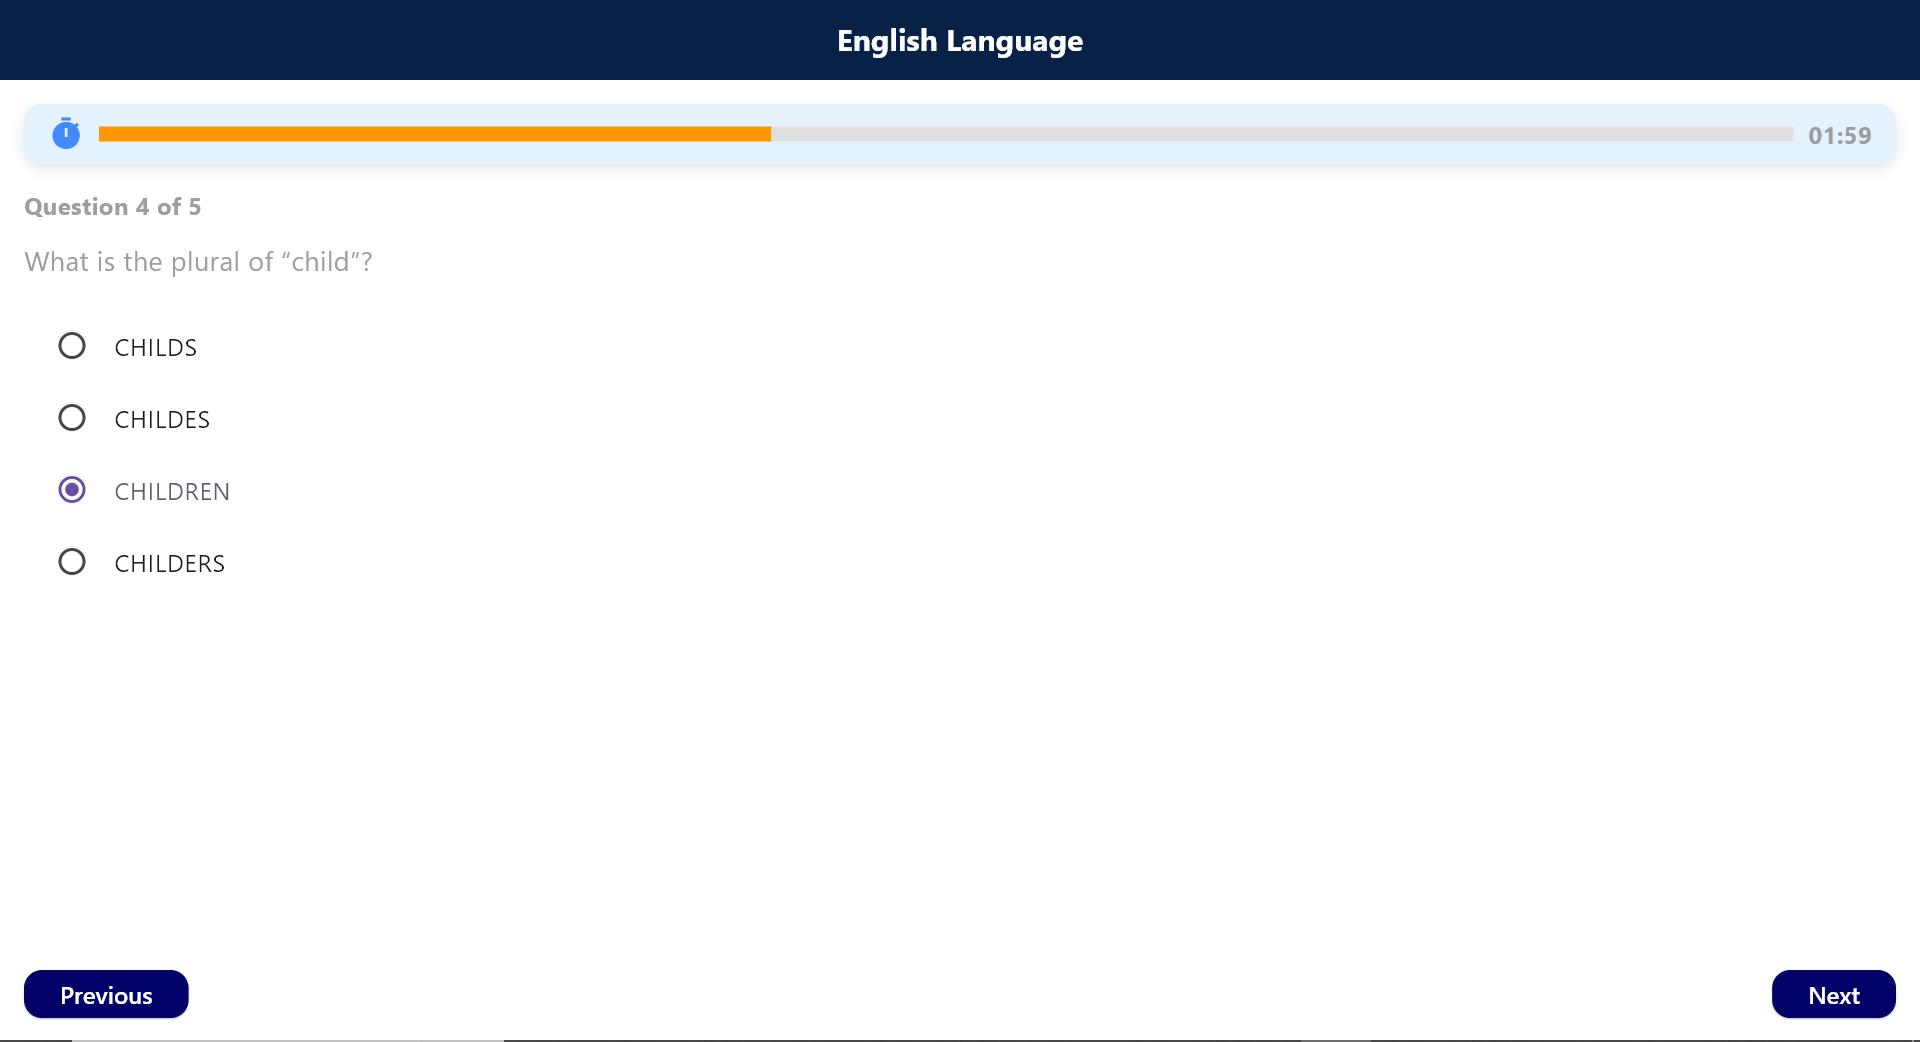 English Language
01:59
Question 4 of 5
What is the plural of “child”?
CHILDS
CHILDES
CHILDREN
CHILDERS
Previous
Next